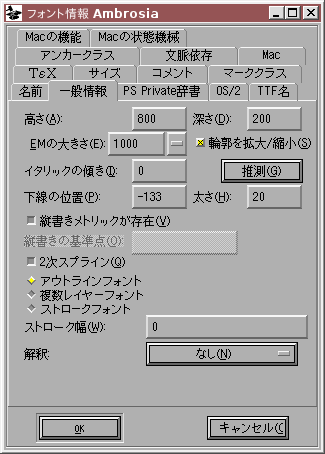 フォント情報 Ambrosia
Macの機能 Macの状態機械
アンカークラス 文脈依存 Mac
ΤεΧ サイズ コメント マーククラス
名前 一般情報 PS Private辞書 OS/2 TTF名
高さ(A) 800 深さ(D): 200
EMの大きさ(E): 1000 輪郭を拡大/縮小(S)
イタリックの傾き(I): 0 推測(G)
下線の位置(P): -133 太さ(H): 20
縦書きメトリックが存在(V)
縦書きの基準点(O):
2次スプライン(Q)
アウトラインフォント
複数レイヤーフォント
ストロークフォント
ストローク幅(W): 0
解釈: なし(N)
OK キャンセル(C